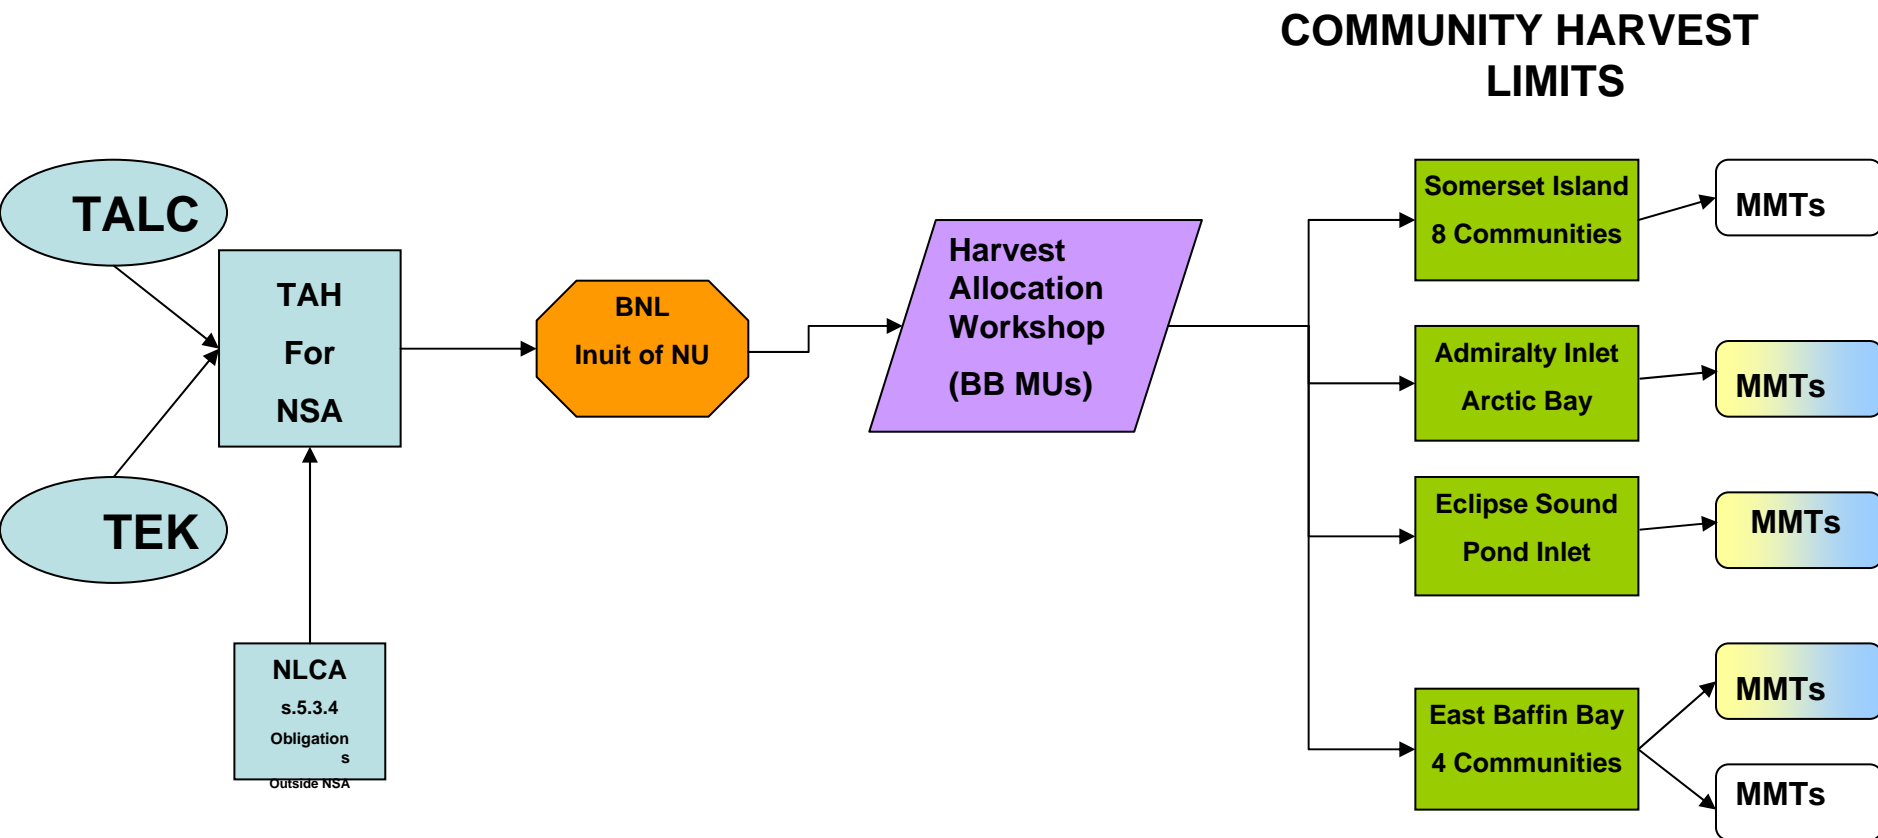 COMMUNITY HARVEST
LIMITS
TALC
TEK
TAH
For
NSA
NLCA
s.5.3.4
Obligation
s
Outside NSA
BNL
Inuit of NU
Harvest
Allocation
Workshop
(BB MUs)
Somerset Island
8 Communities
MMTs
Admiralty Inlet
Arctic Bay
MMTs
Eclipse Sound
Pond Inlet
MMTs
East Baffin Bay
4 Communities
MMTs
MMTs